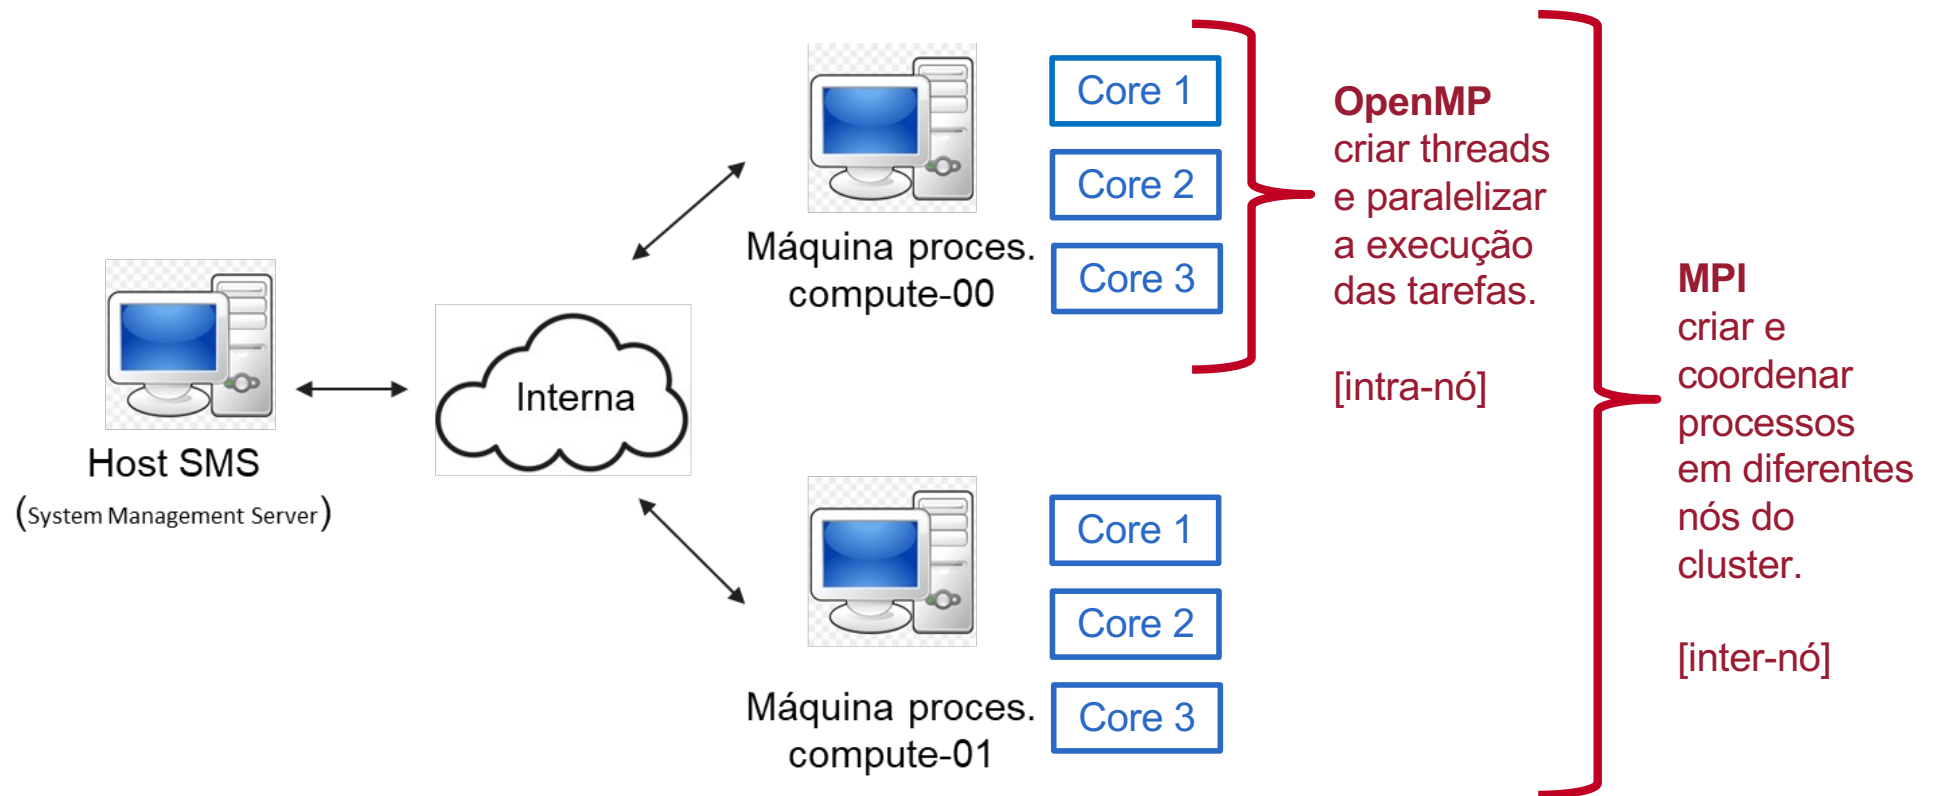 Host SMS
(System Management Server)
Interna
Máquina proces.
compute-00
Core 1
Core 2
Core 3
Máquina proces.
compute-01
Core 1
Core 2
Core 3
OpenMP
criar threads
e paralelizar
a execução
das tarefas.
[intra-nó]
MPI
criar e
coordenar
processos
em diferentes
nós do
cluster.
[inter-nó]